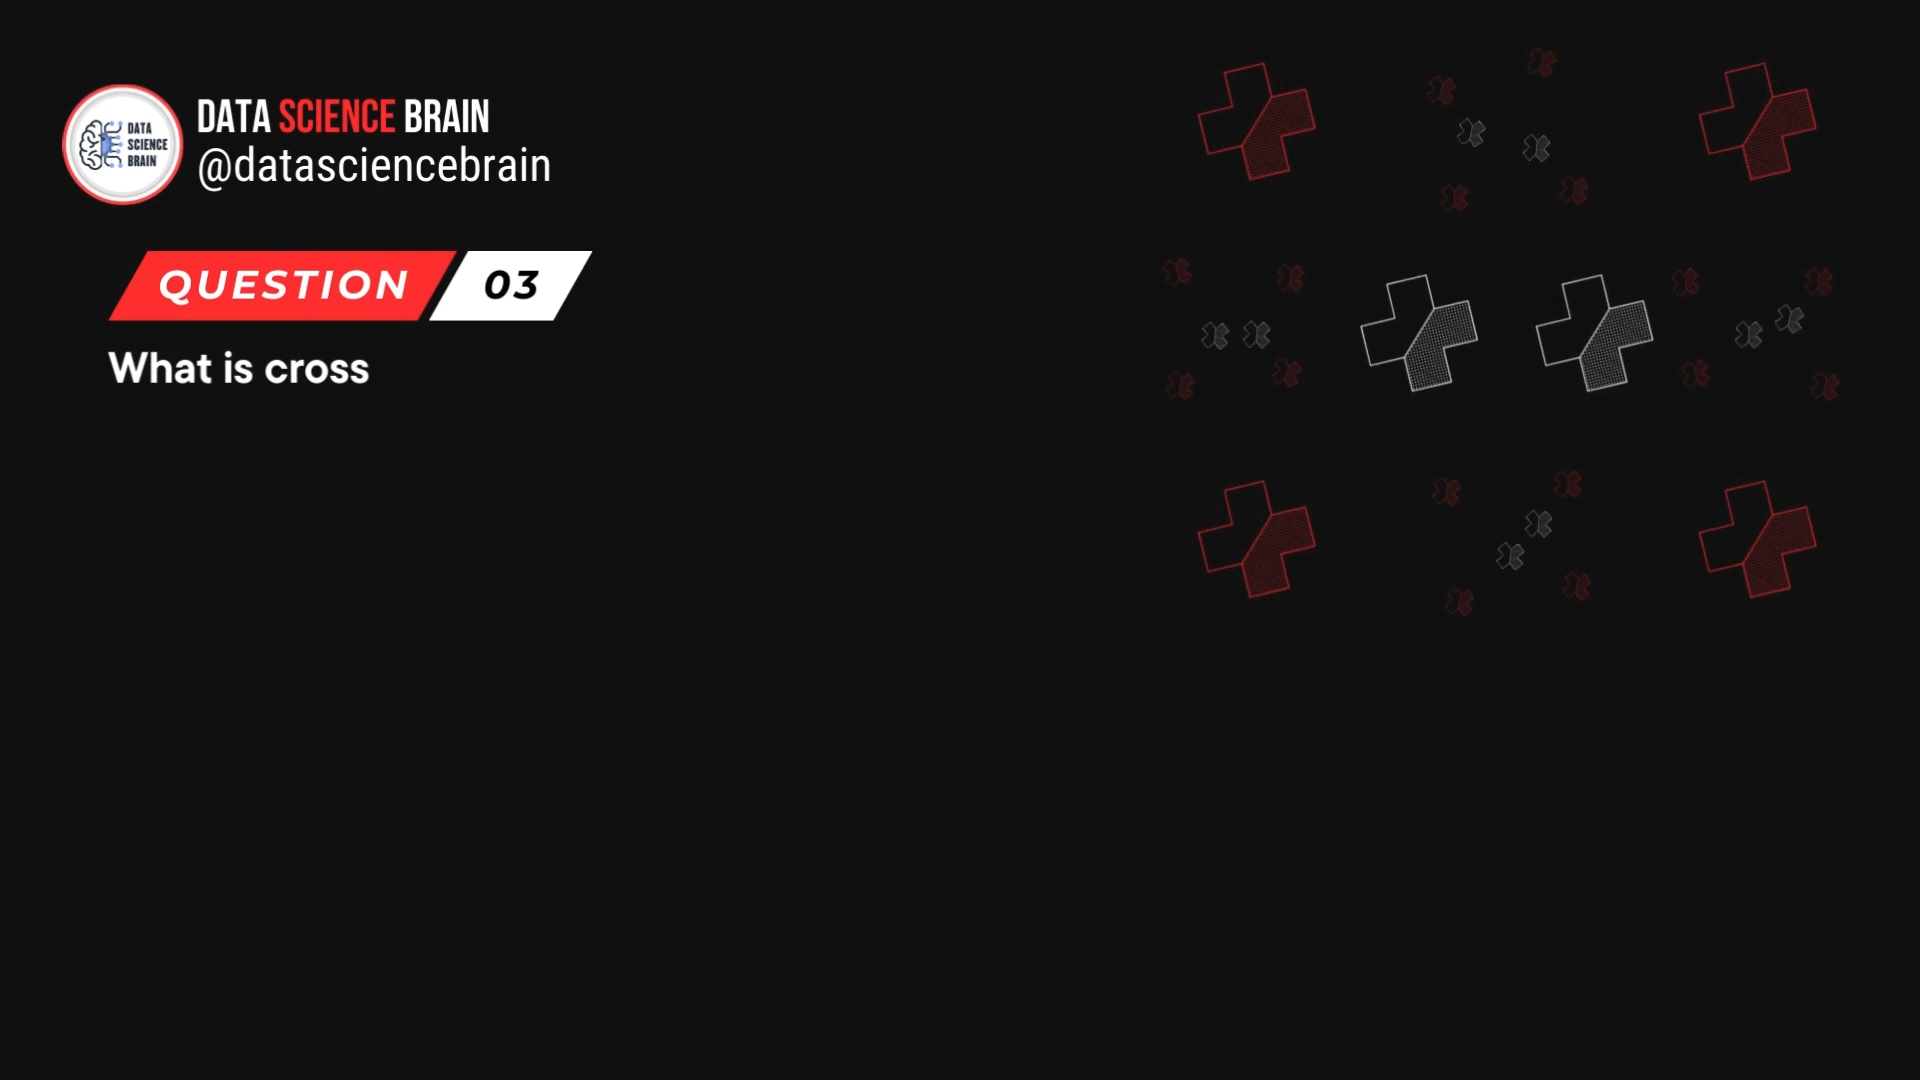 DATA SCIENCE BRAIN
@datasciencebrain
DATA
SCIENCE
BRAIN
QUESTION 03
What is cross